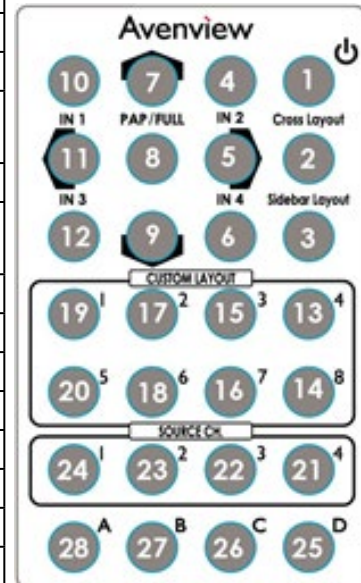 Avenview
10 7 4 1
IN 1 PAP/FULL IN 2 Cross Layout
11 8 5 2
IN 3 IN 4 Sidebar Layout
12 9 6 3
CUSTOM LAYOUT
19 1 17 2 15 3 13 4
20 5 18 6 16 7 14 8
SOURCE CH.
24 1 23 2 22 3 21 4
28 A 27 B 26 C 25 D